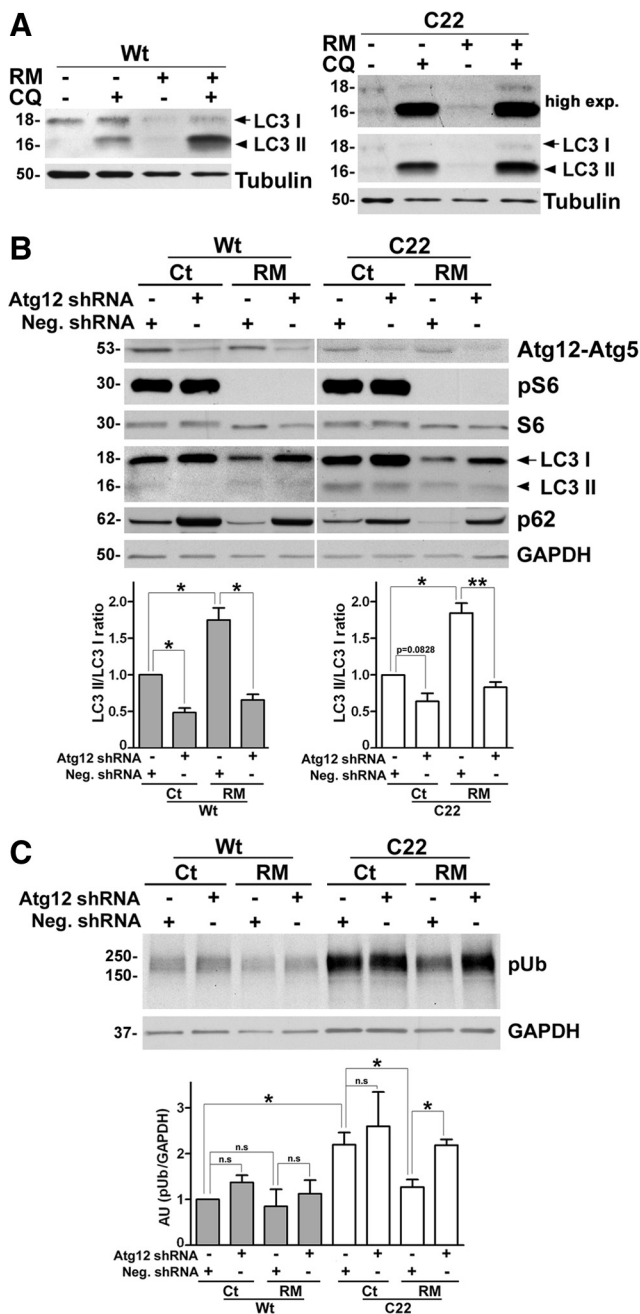 A
Wt
RM - - + +
CQ - + - +
18-
LC3 I
16-
LC3 II
50-
Tubulin
C22
RM - - + +
CQ - + - +
18-
16-
high exp.
18-
LC3 I
16-
LC3 II
50-
Tubulin
B
Wt C22
Ct RM Ct RM
Atg12 shRNA - + - + - + - +
Neg. shRNA + - + - + - + -
53- Atg12-Atg5
30- pS6
30- S6
18- LC3 I
16- LC3 II
62- p62
50- GAPDH
LC3 II/LC3 I ratio
2.0
1.5
1.0
0.5
0
* * *
Atg12 shRNA - + - +
Neg. shRNA + - + -
Ct RM
Wt
LC3 II/LC3 I ratio
2.0
1.5
1.0
0.5
0
* **
p=0.0828
Atg12 shRNA - + - +
Neg. shRNA + - + -
Ct RM
C22
C
Wt C22
Ct RM Ct RM
Atg12 shRNA - + - + - + - +
Neg. shRNA + - + - + - + -
250-
150-
pUb
37- GAPDH
AU (pUb/GAPDH)
3
2
1
0
n.s
n.s
n.s
*
n.s
*
*
Atg12 shRNA - + - + - + - +
Neg. shRNA + - + - + - + -
Ct RM Ct RM
Wt C22